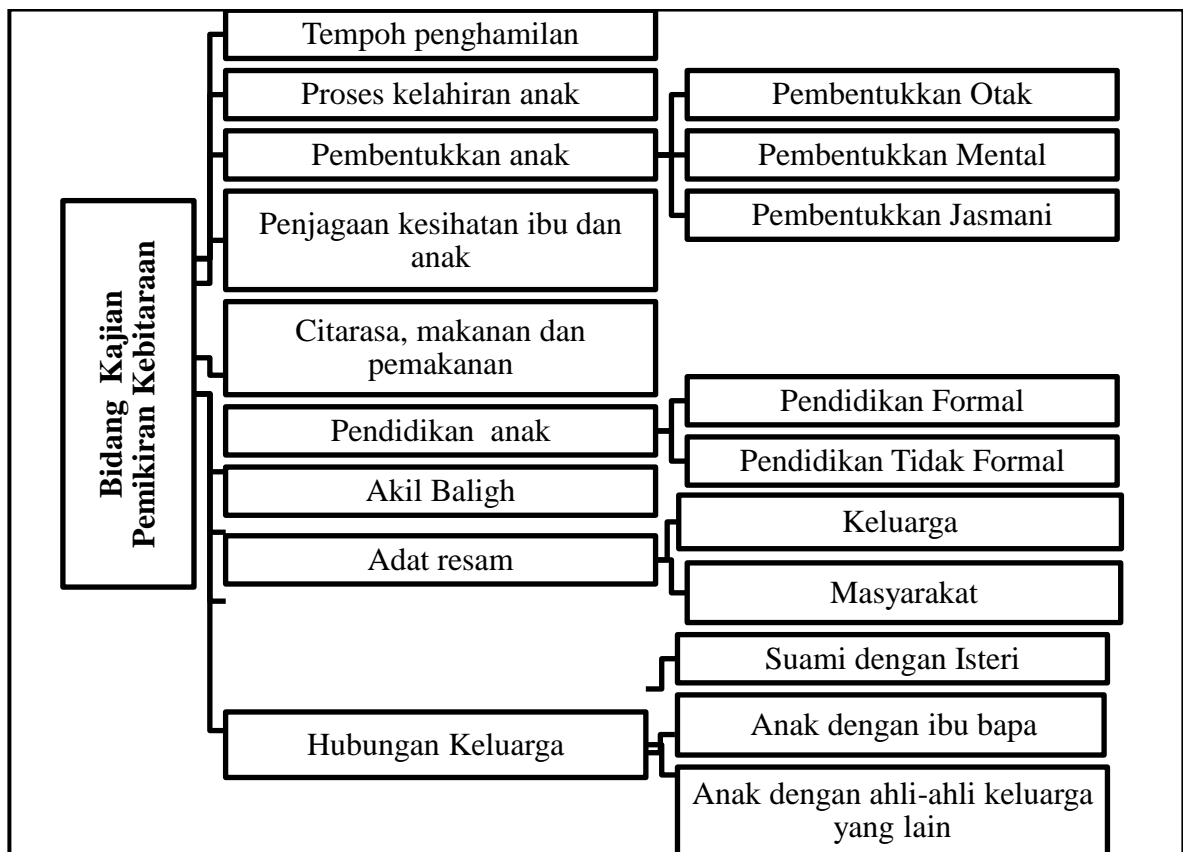 Bidang Kajian
Pemikiran Kebitaraan
Tempoh penghamilan
Proses kelahiran anak
Pembentukkan anak
Pembentukkan Otak
Pembentukkan Mental
Pembentukkan Jasmani
Penjagaan kesihatan ibu dan
anak
Citarasa, makanan dan
pemakanan
Pendidikan anak
Pendidikan Formal
Pendidikan Tidak Formal
Akil Baligh
Adat resam
Keluarga
Masyarakat
Hubungan Keluarga
Suami dengan Isteri
Anak dengan ibu bapa
Anak dengan ahli-ahli keluarga
yang lain